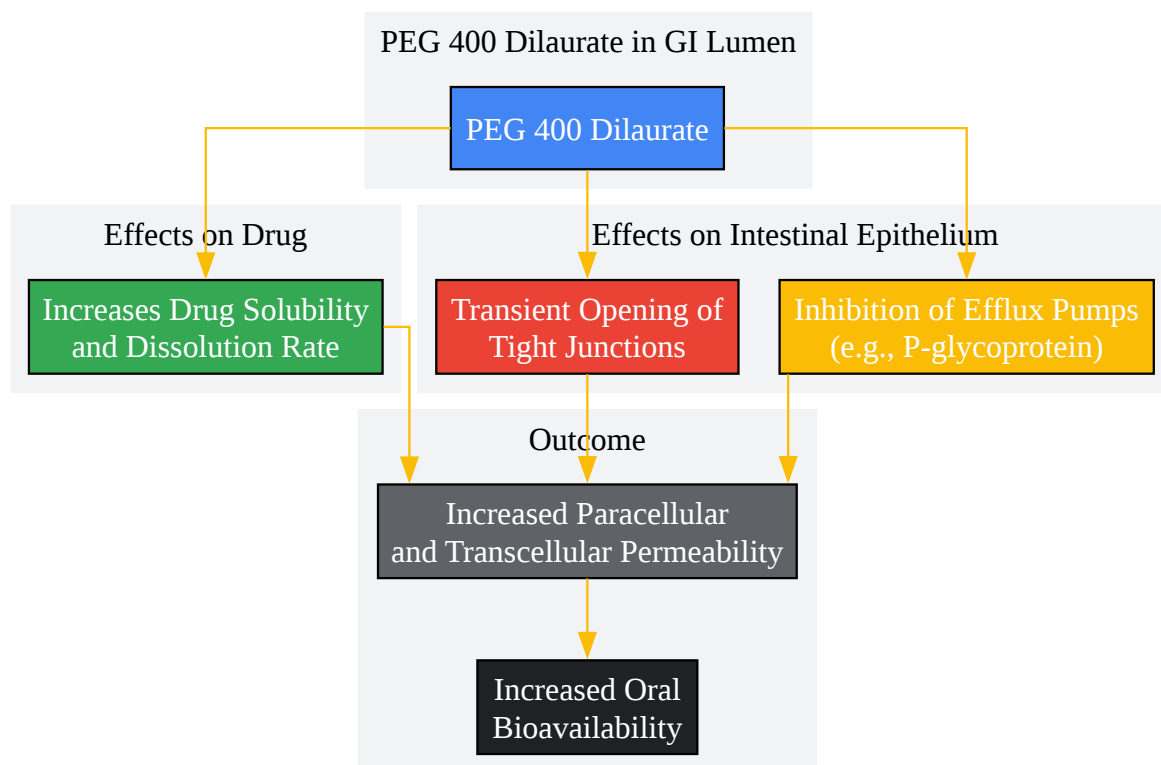 PEG 400 Dilaurate in GI Lumen
PEG 400 Dilaurate
Effects on Drug
Effects on Intestinal Epithelium
Increases Drug Solubility
and Dissolution Rate
Transient Opening of
Tight Junctions
Inhibition of Efflux Pumps
(e.g., P-glycoprotein)
Outcome
Increased Paracellular
and Transcellular Permeability
Increased Oral
Bioavailability